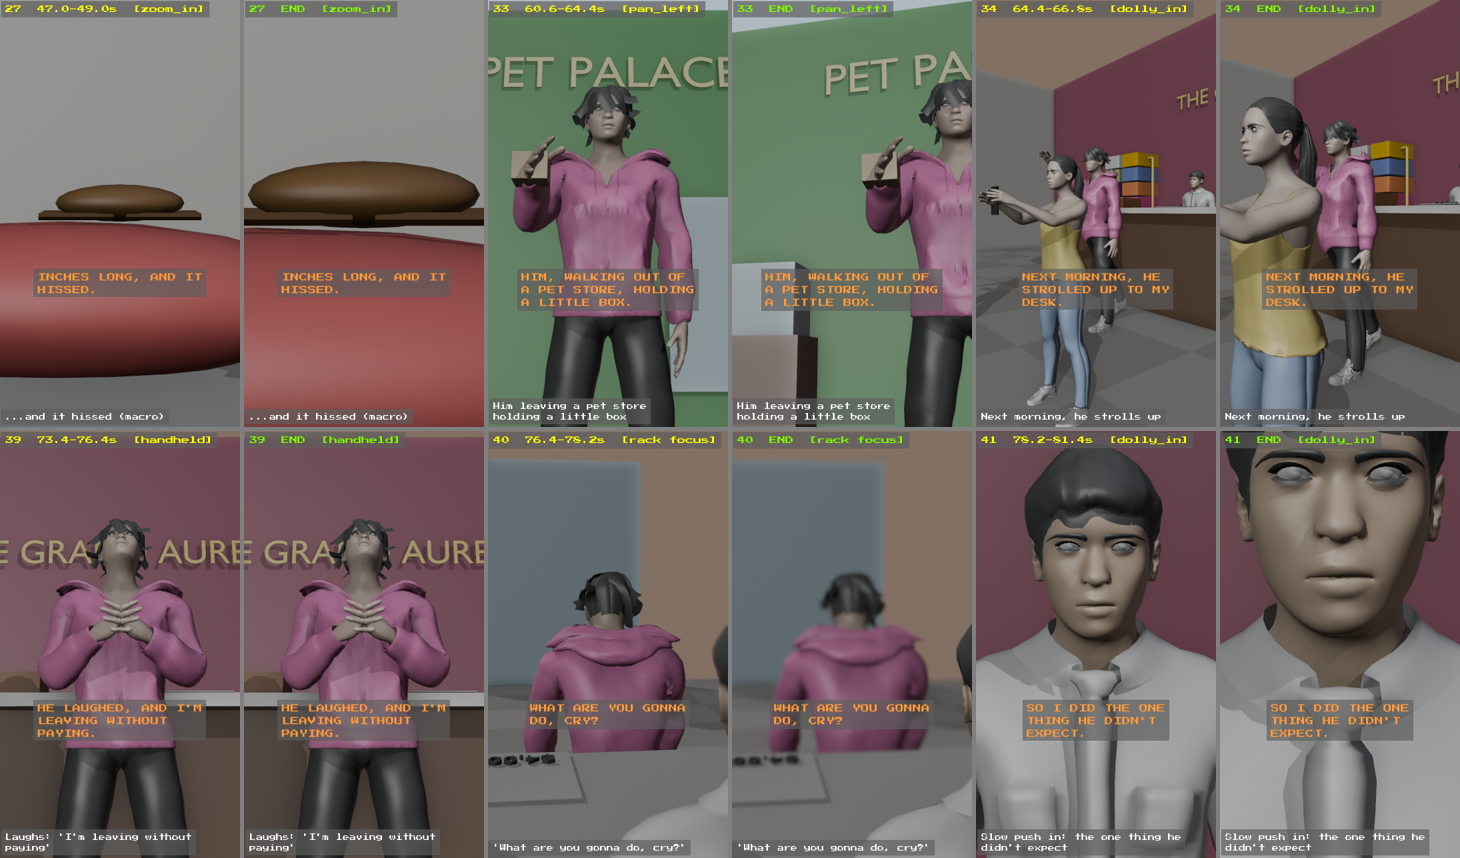 27 47.0-49.0s [zoom_in]
INCHES LONG, AND IT
HISSED.
...and it hissed (macro)
27 END [zoom_in]
INCHES LONG, AND IT
HISSED.
...and it hissed (macro)
33 60.6-64.4s [pan_left]
PET PALACE
HIM, WALKING OUT OF
A PET STORE, HOLDING
A LITTLE BOX.
Him leaving a pet store
holding a little box
33 END [pan_left]
PET PA
HIM, WALKING OUT OF
A PET STORE, HOLDING
A LITTLE BOX.
Him leaving a pet store
holding a little box
34 64.4-66.8s [dolly_in]
THE
NEXT MORNING, HE
STROLLED UP TO MY
DESK.
Next morning, he strolls up
34 END [dolly_in]
TH
NEXT MORNING, HE
STROLLED UP TO MY
DESK.
Next morning, he strolls up
39 73.4-76.4s [handheld]
E GRA AURE
HE LAUGHED, AND I'M
LEAVING WITHOUT
PAYING.
Laughs: 'I'm leaving without
paying'
39 END [handheld]
E GRA AURE
HE LAUGHED, AND I'M
LEAVING WITHOUT
PAYING.
Laughs: 'I'm leaving without
paying'
40 76.4-78.2s [rack focus]
WHAT ARE YOU GONNA
DO, CRY?
'What are you gonna do, cry?'
40 END [rack focus]
WHAT ARE YOU GONNA
DO, CRY?
'What are you gonna do, cry?'
41 78.2-81.4s [dolly_in]
SO I DID THE ONE
THING HE DIDN'T
EXPECT.
Slow push in: the one thing he
didn't expect
41 END [dolly_in]
SO I DID THE ONE
THING HE DIDN'T
EXPECT.
Slow push in: the one thing he
didn't expect